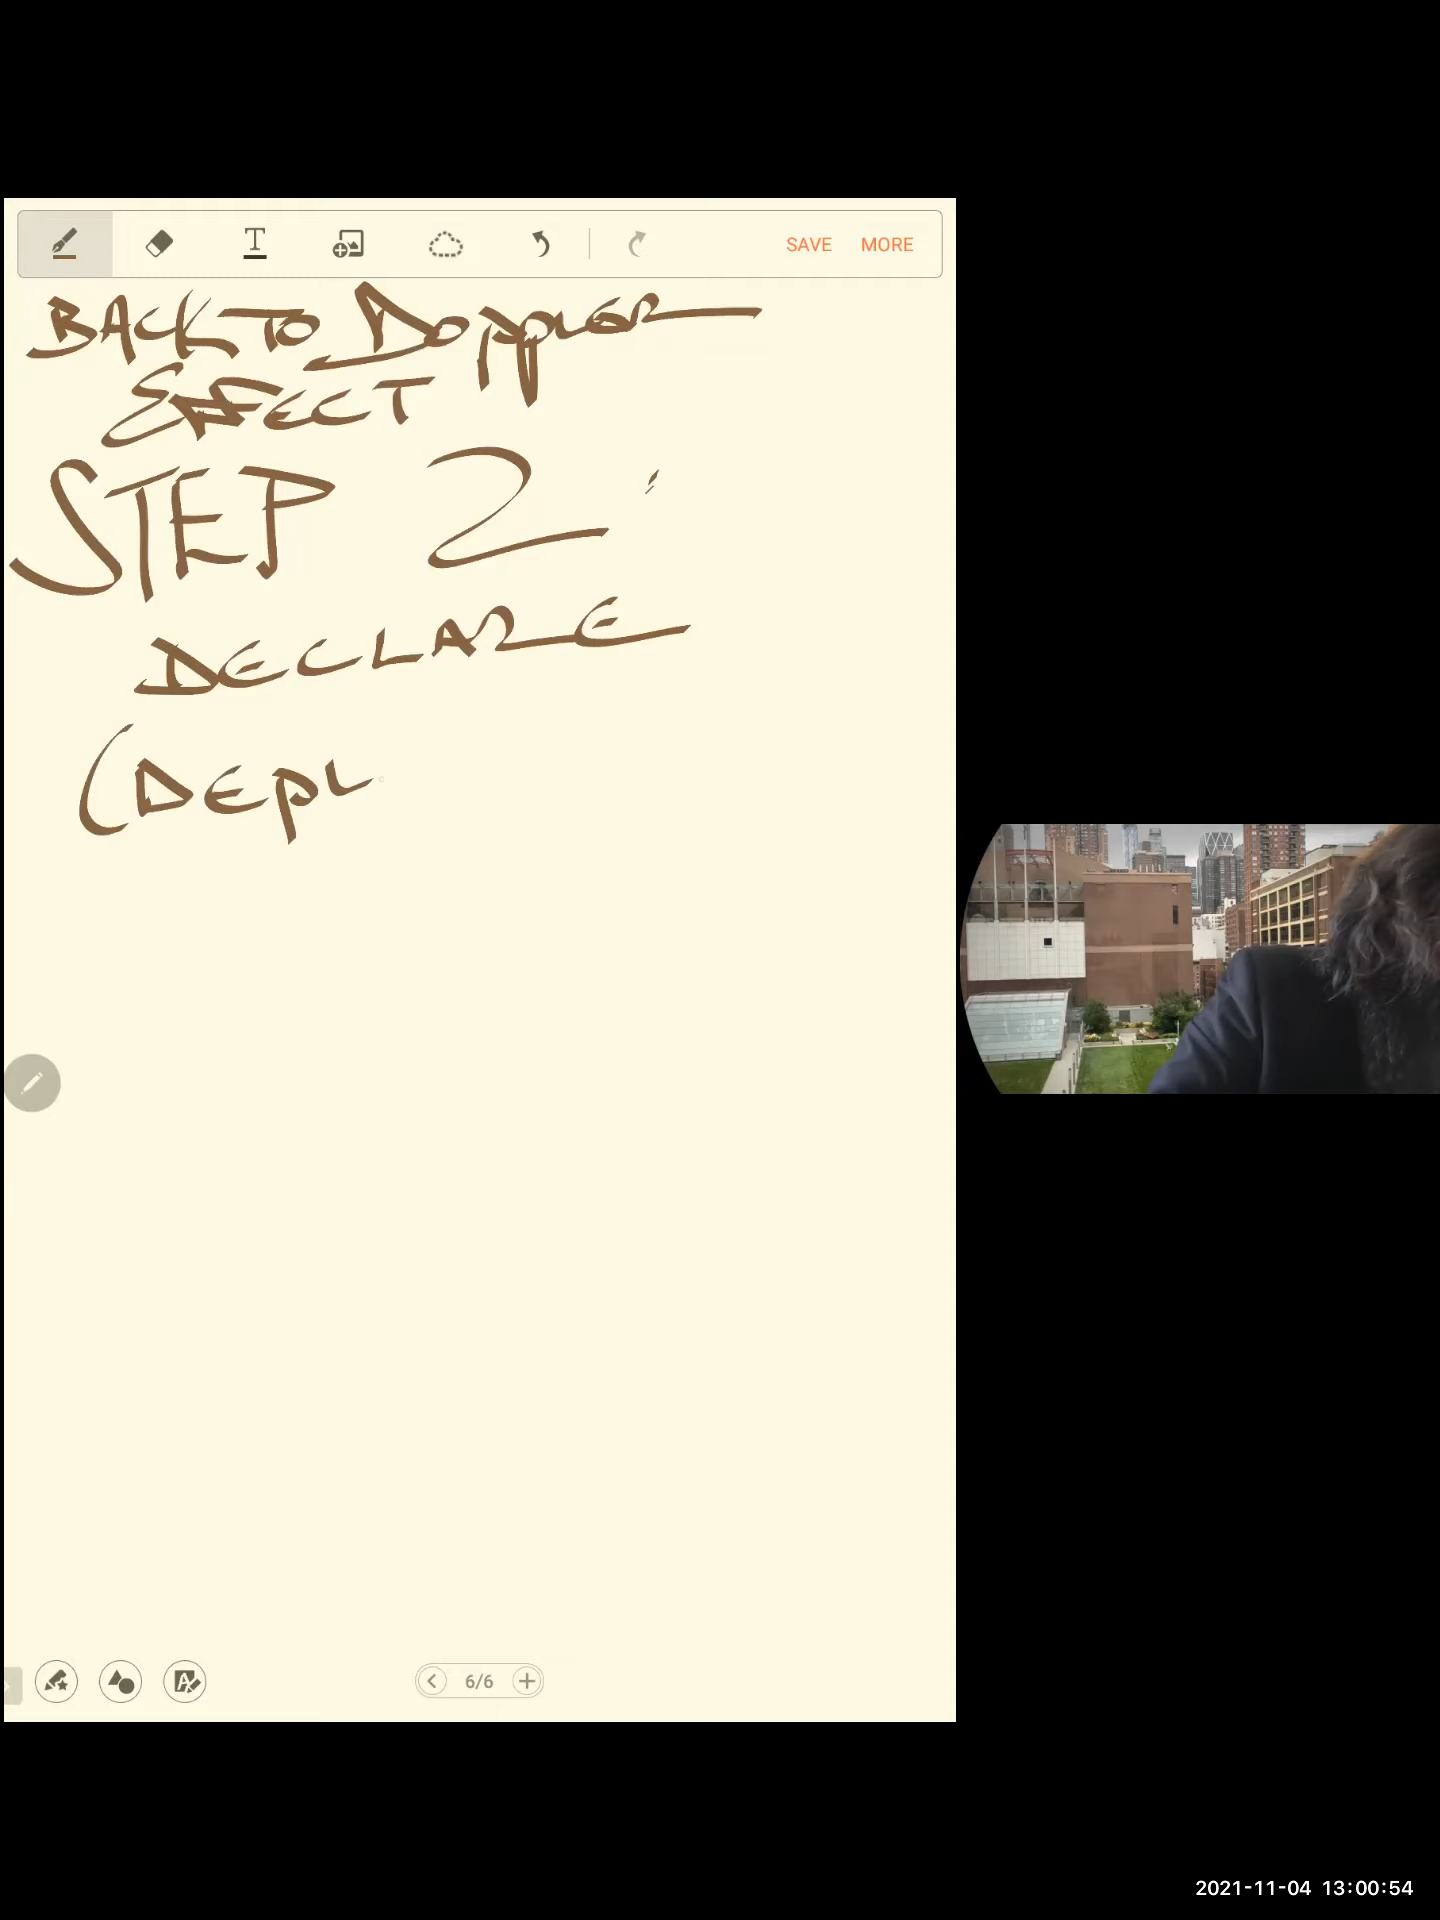 T
SAVE MORE
BACK TO DOPPLER
EFFECT
STEP 2
DECLARE
(DEPL
A
6/6
2021-11-04 13:00:54